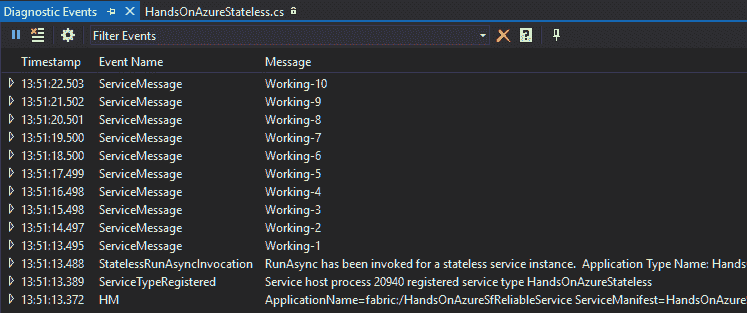 Diagnostic Events HandsOnAzureStateless.cs
Filter Events
Timestamp Event Name Message
13:51:22.503 ServiceMessage Working-10
13:51:21.502 ServiceMessage Working-9
13:51:20.501 ServiceMessage Working-8
13:51:19.500 ServiceMessage Working-7
13:51:18.500 ServiceMessage Working-6
13:51:17.499 ServiceMessage Working-5
13:51:16.498 ServiceMessage Working-4
13:51:15.498 ServiceMessage Working-3
13:51:14.497 ServiceMessage Working-2
13:51:13.495 ServiceMessage Working-1
13:51:13.488 StatelessRunAsyncInvocation RunAsync has been invoked for a stateless service instance. Application Type Name: Hands
13:51:13.389 ServiceTypeRegistered Service host process 20940 registered service type HandsOnAzureStateless
13:51:13.372 HM ApplicationName=fabric:/HandsOnAzureSfReliableService ServiceManifest=HandsOnAzure